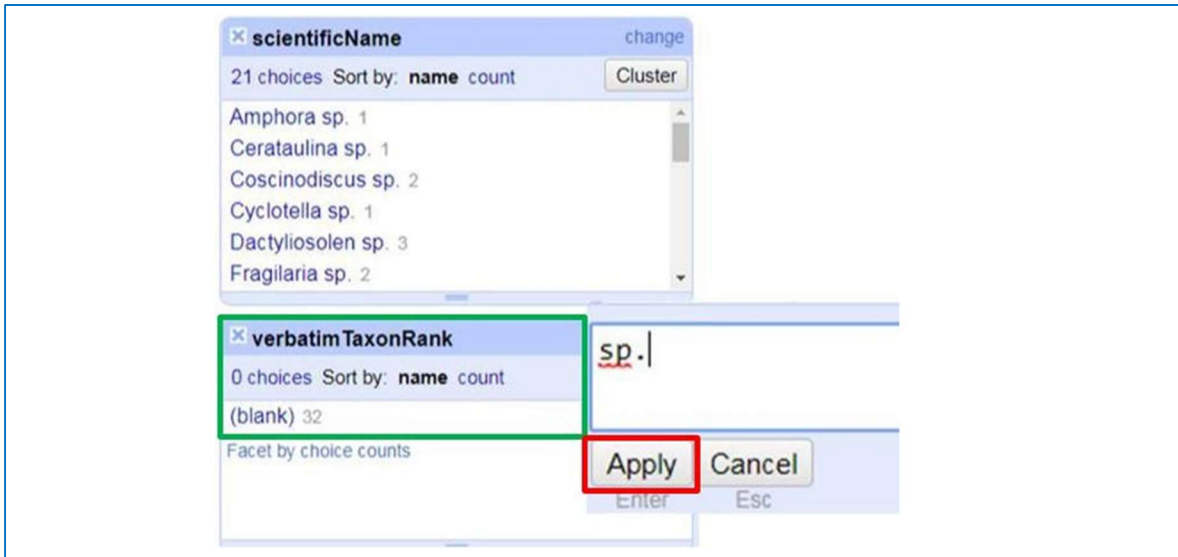 scientificName change
21 choices Sort by: name count Cluster
Amphora sp. 1
Cerataulina sp. 1
Coscinodiscus sp. 2
Cyclotella sp. 1
Dactyliosolen sp. 3
Fragilaria sp. 2
verbatimTaxonRank
0 choices Sort by: name count
(blank) 32
Facet by choice counts
sp.
Apply Cancel
Enter Esc